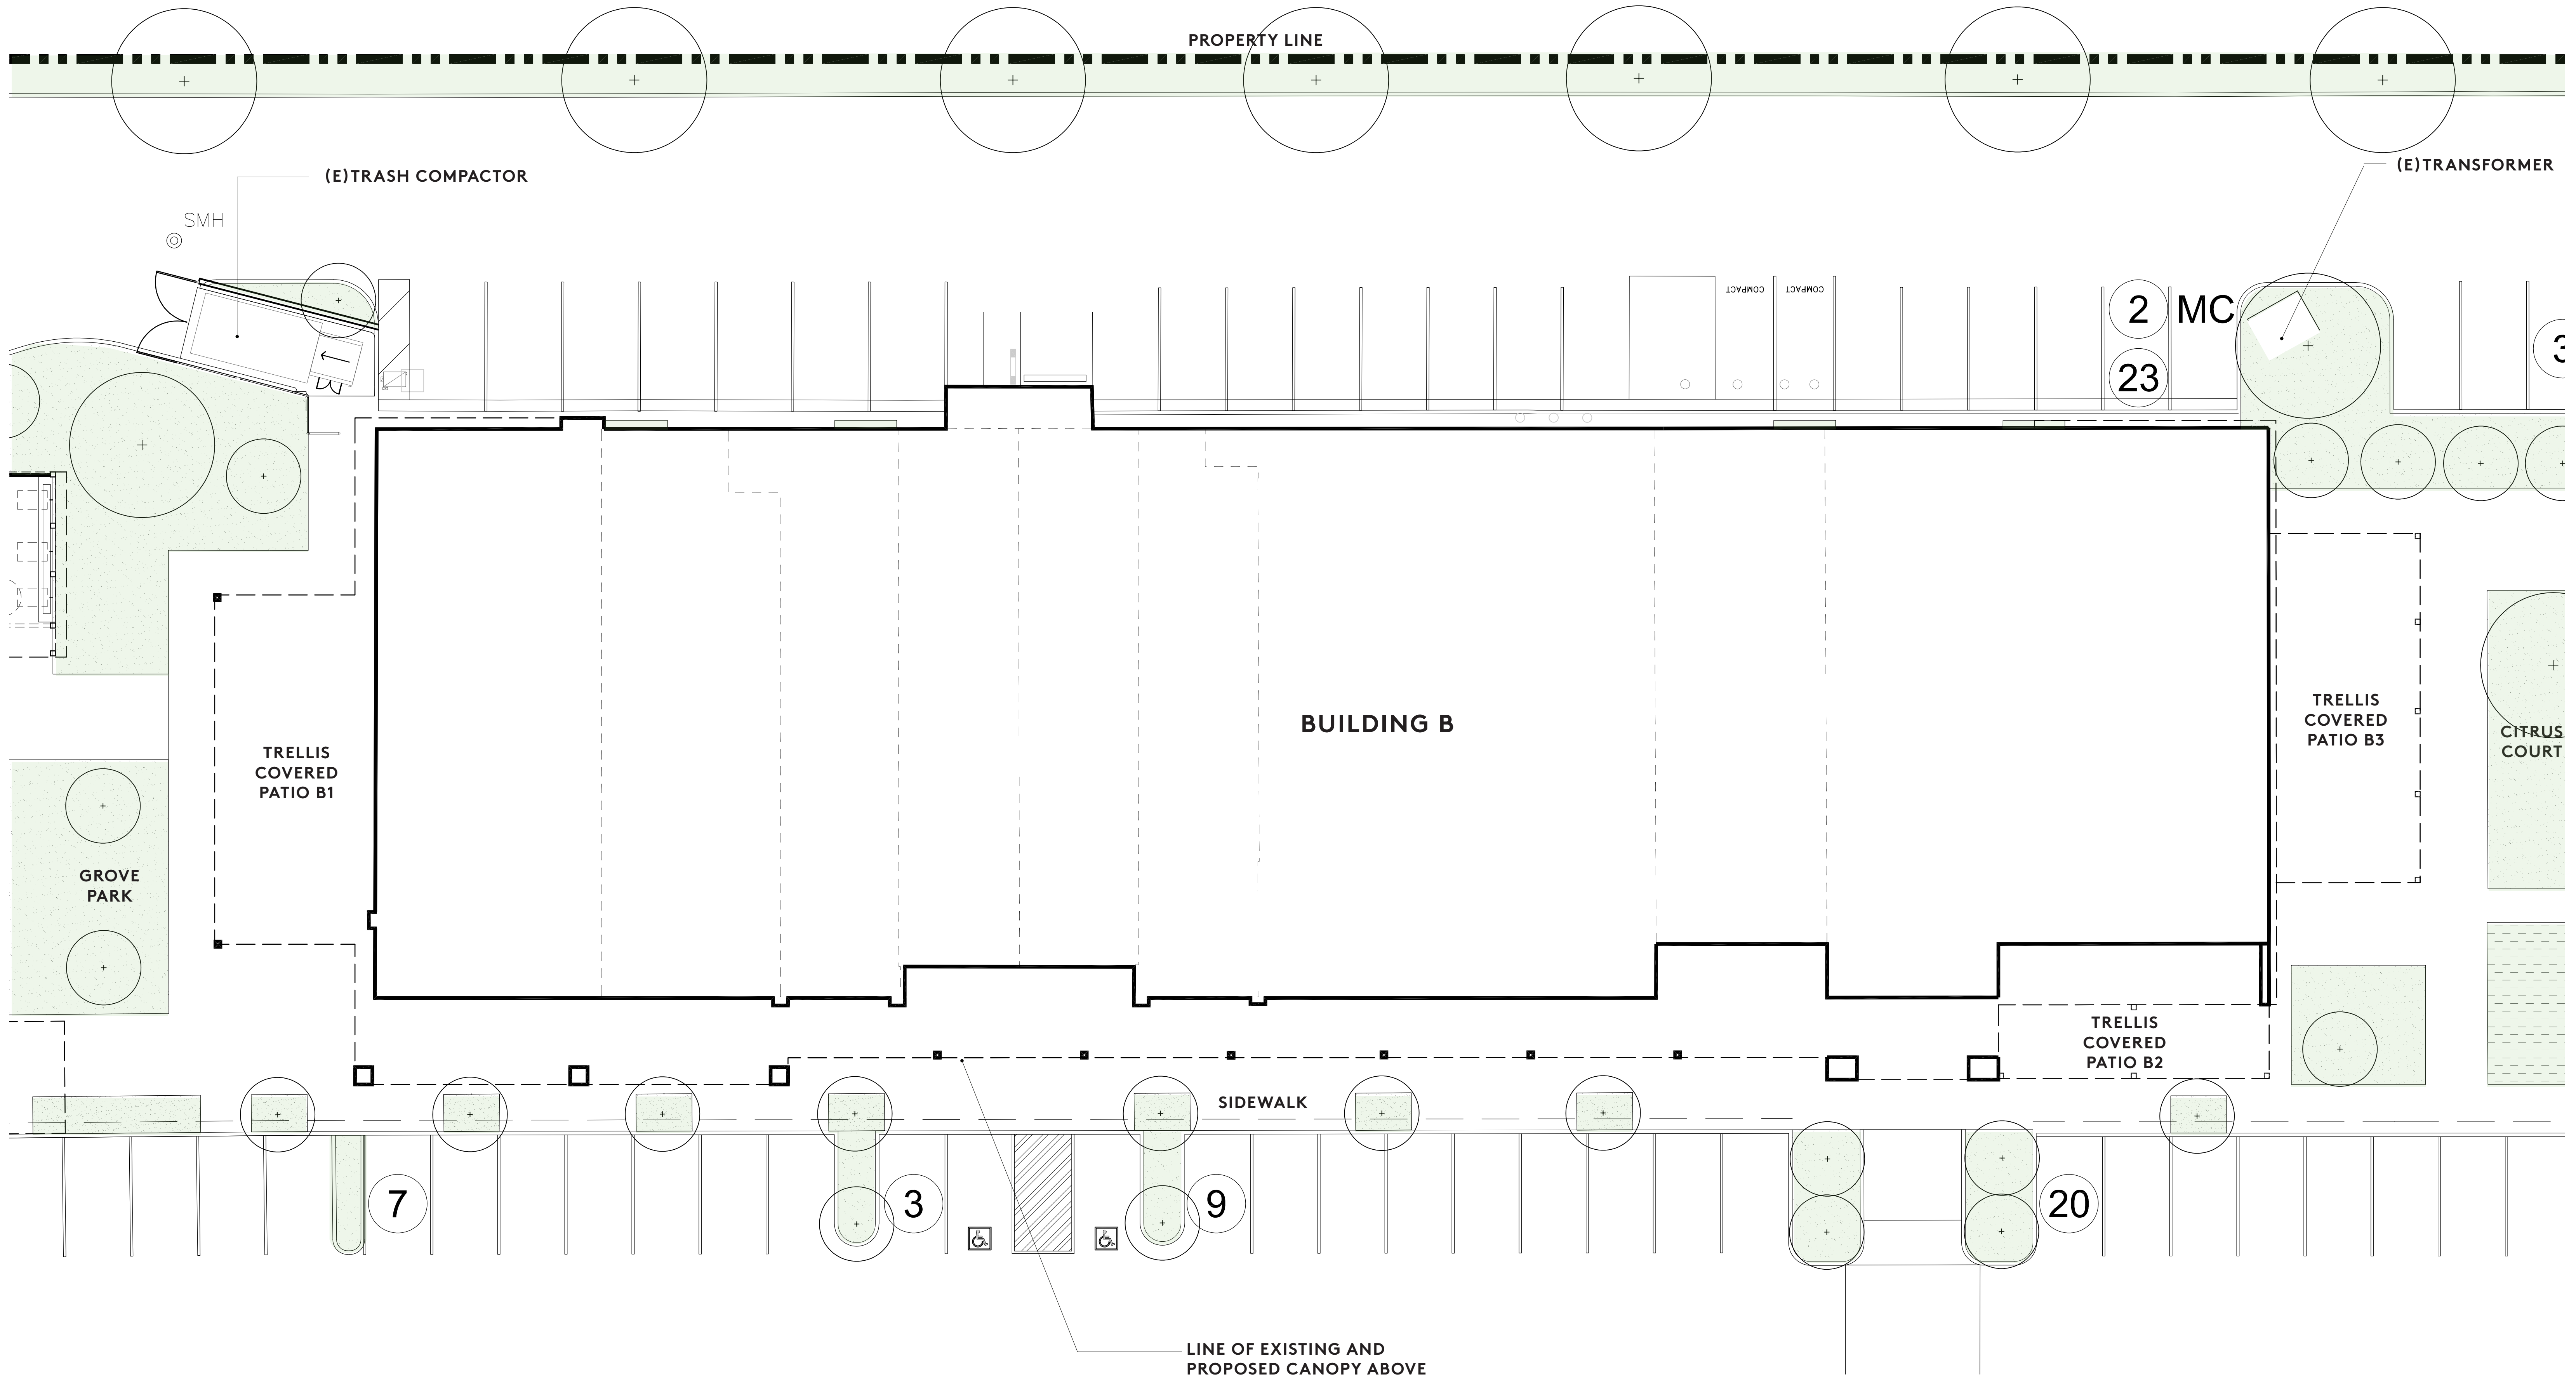 PROPERTY LINE
(E)TRASH COMPACTOR
(E)TRANSFORMER
SMH
COMPACT
COMPACT
2 MC
23
3
TRELLIS
COVERED
PATIO B1
BUILDING B
TRELLIS
COVERED
PATIO B3
CITRUS
COURT
GROVE
PARK
TRELLIS
COVERED
PATIO B2
SIDEWALK
7
3
9
20
LINE OF EXISTING AND
PROPOSED CANOPY ABOVE